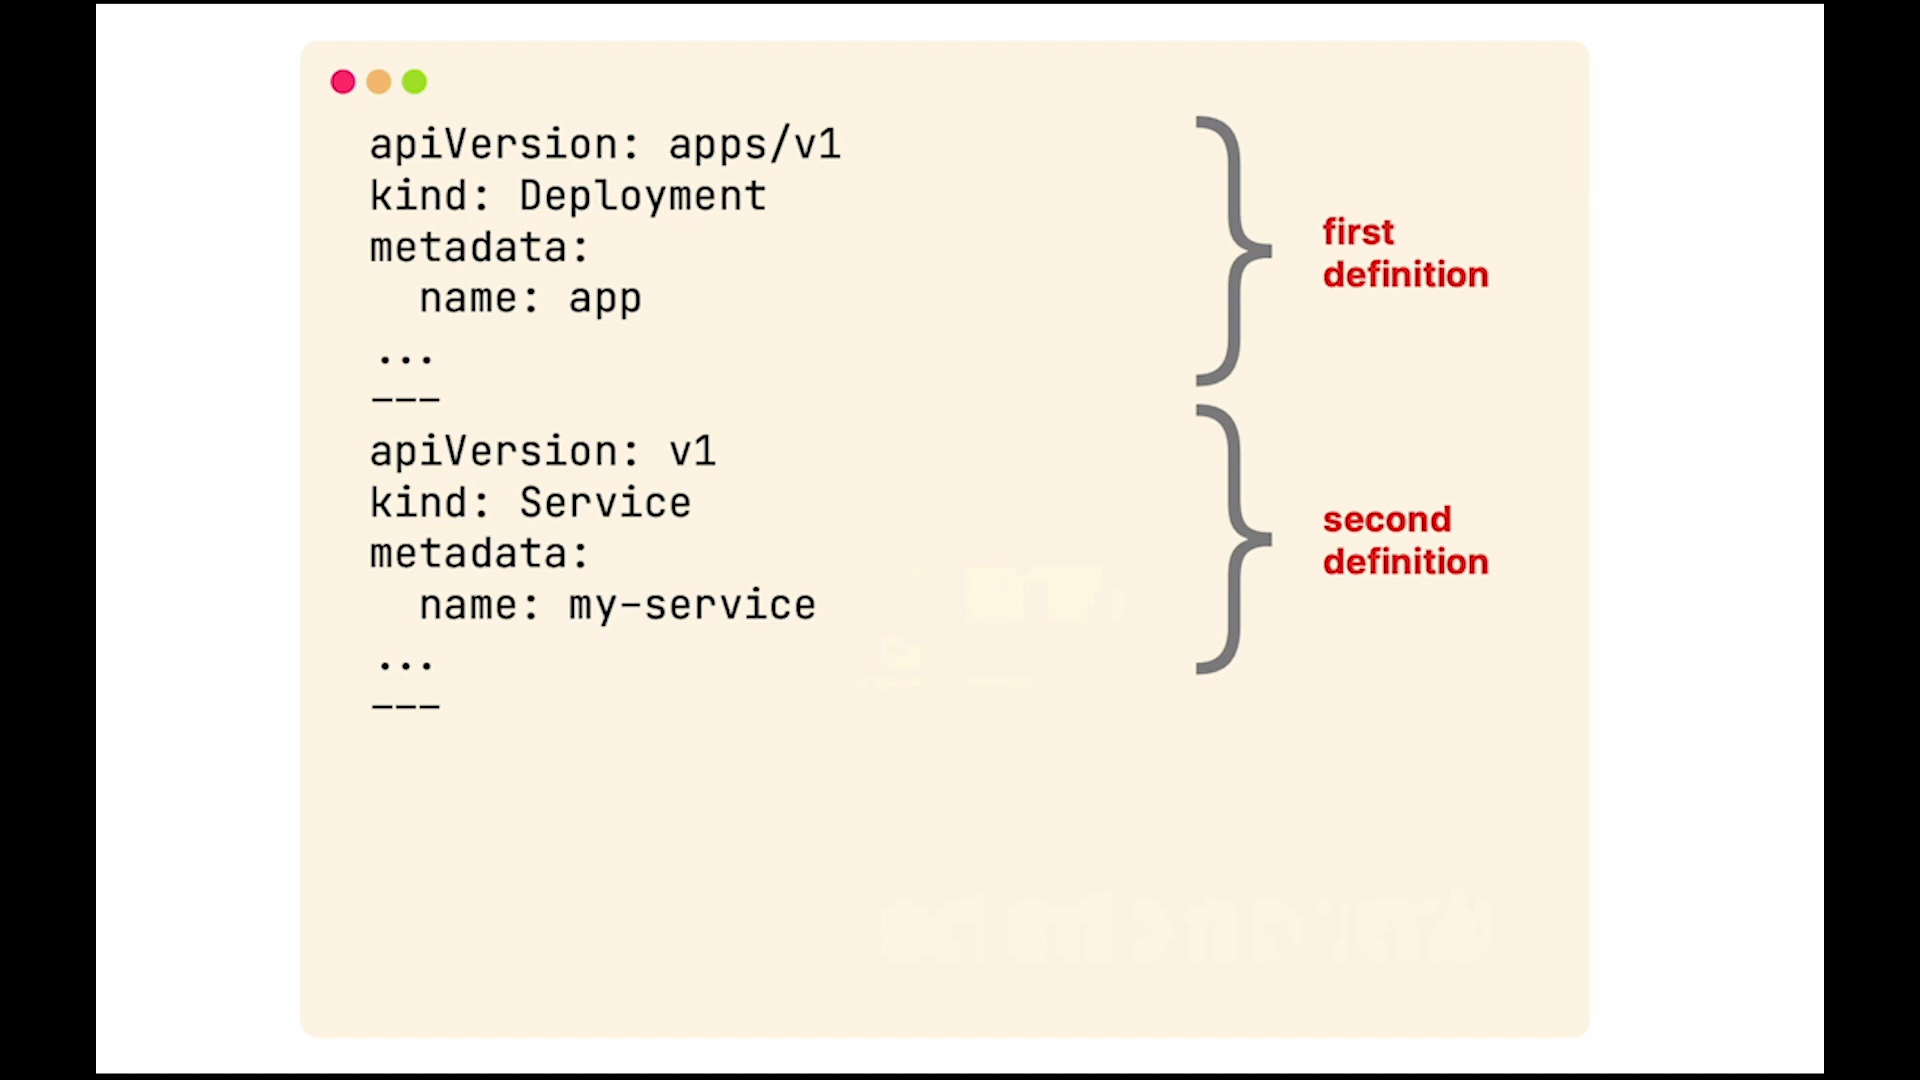 apiVersion: apps/v1
kind: Deployment
metadata:
  name: app
...
---
apiVersion: v1
kind: Service
metadata:
  name: my-service
...
---
first
definition
second
definition